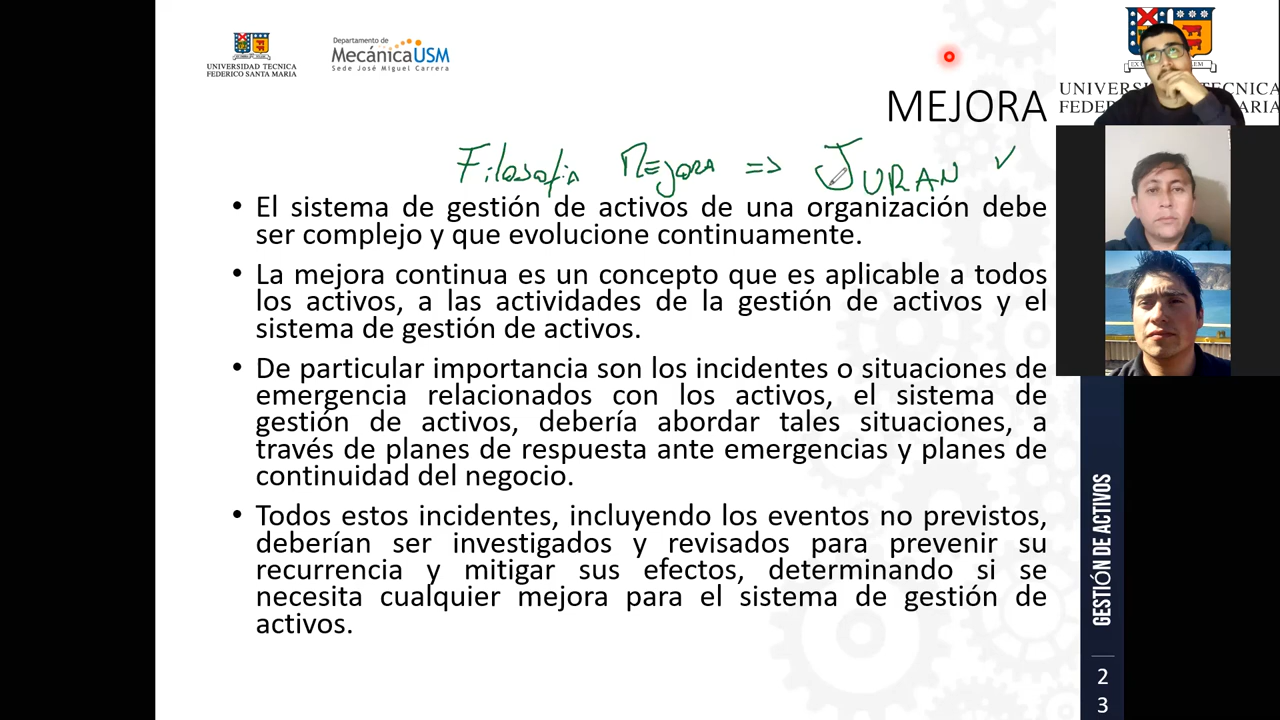 UNIVERSIDAD TECNICA
FEDERICO SANTA MARIA
Departamento de
MecánicaUSM
Sede José Miguel Carrera
MEJORA
Filosofia Mejora => JURAN ✓
• El sistema de gestión de activos de una organización debe
ser complejo y que evolucione continuamente.
• La mejora continua es un concepto que es aplicable a todos
los activos, a las actividades de la gestión de activos y el
sistema de gestión de activos.
• De particular importancia son los incidentes o situaciones de
emergencia relacionados con los activos, el sistema de
gestión de activos, debería abordar tales situaciones, a
través de planes de respuesta ante emergencias y planes de
continuidad del negocio.
• Todos estos incidentes, incluyendo los eventos no previstos,
deberían ser investigados y revisados para prevenir su
recurrencia y mitigar sus efectos, determinando si se
necesita cualquier mejora para el sistema de gestión de
activos.
GESTIÓN DE ACTIVOS
2
3
UNIVERS TECNICA
FEDER MARIA